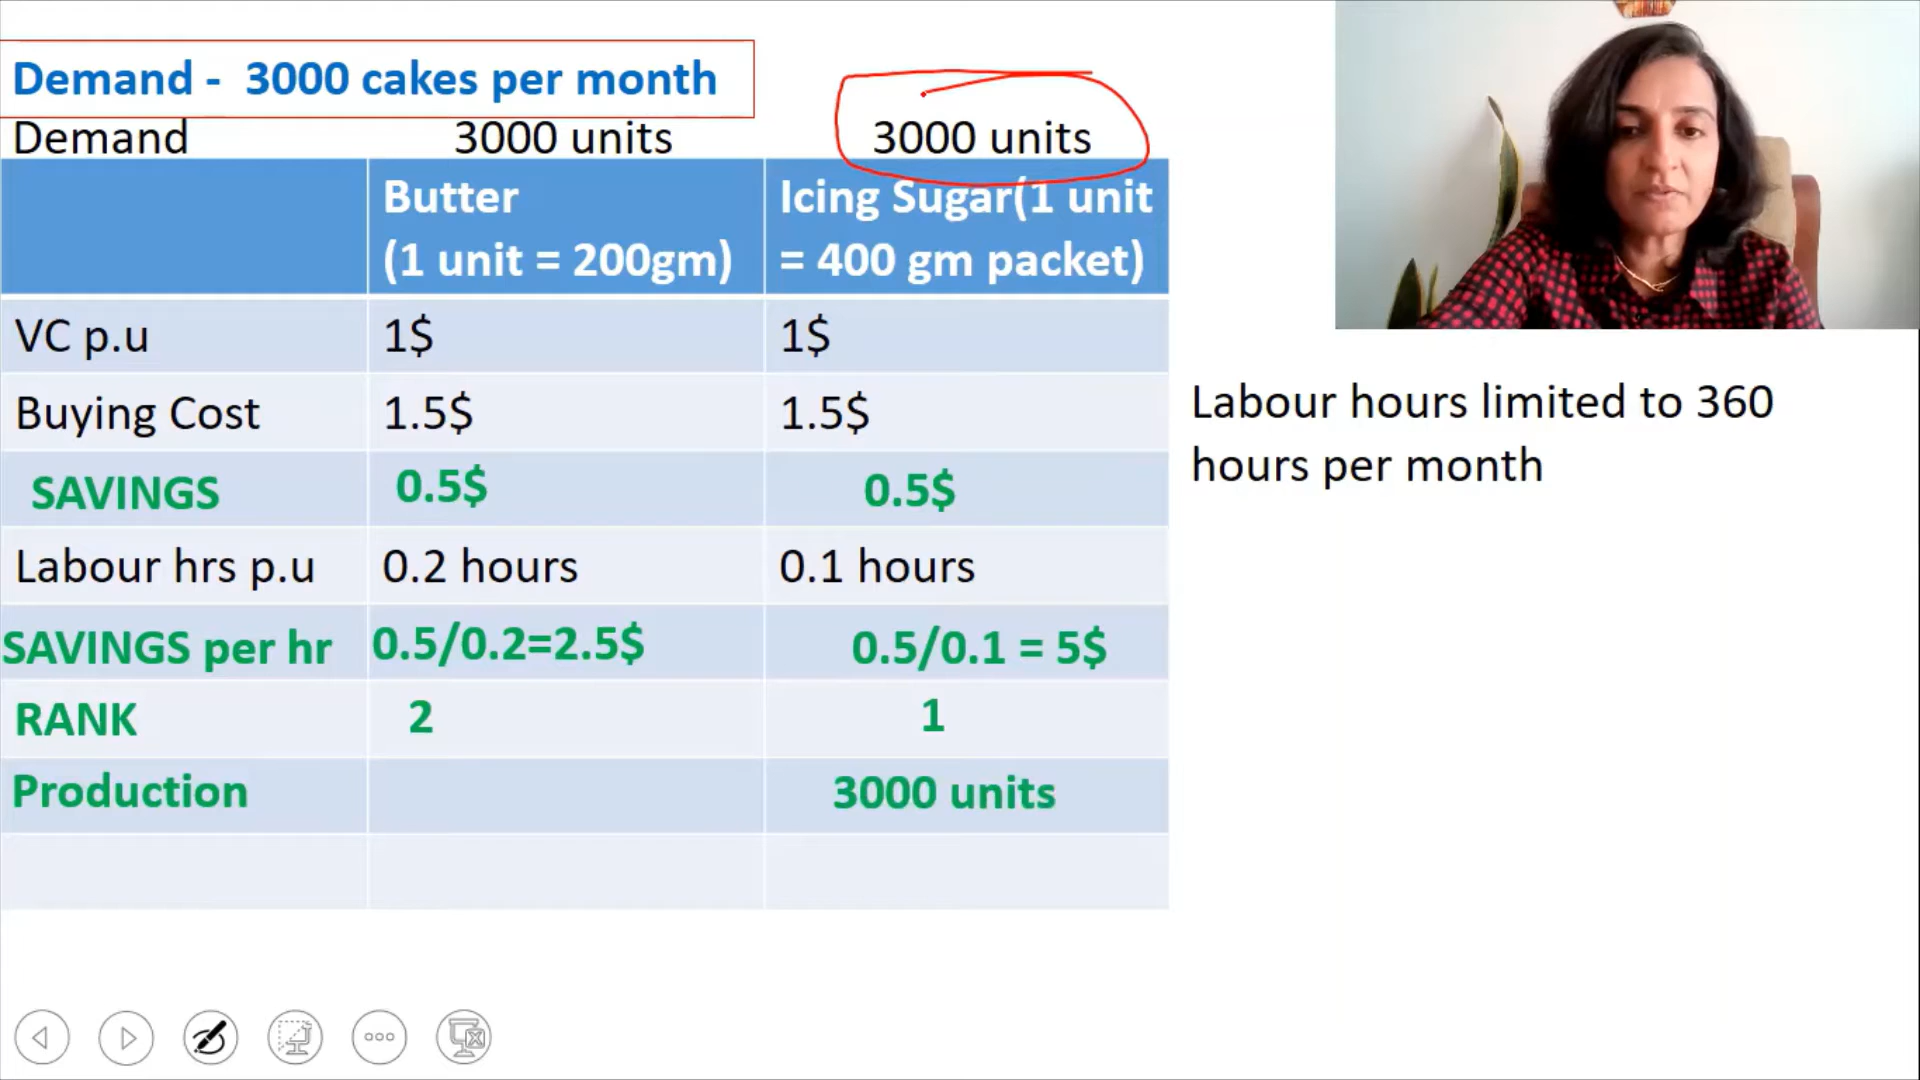 Demand - 3000 cakes per month
Demand 3000 units 3000 units
Butter
(1 unit = 200gm)
Icing Sugar(1 unit
= 400 gm packet)
VC p.u 1$ 1$
Buying Cost 1.5$ 1.5$
SAVINGS 0.5$ 0.5$
Labour hrs p.u 0.2 hours 0.1 hours
SAVINGS per hr 0.5/0.2=2.5$ 0.5/0.1 = 5$
RANK 2 1
Production 3000 units
Labour hours limited to 360
hours per month